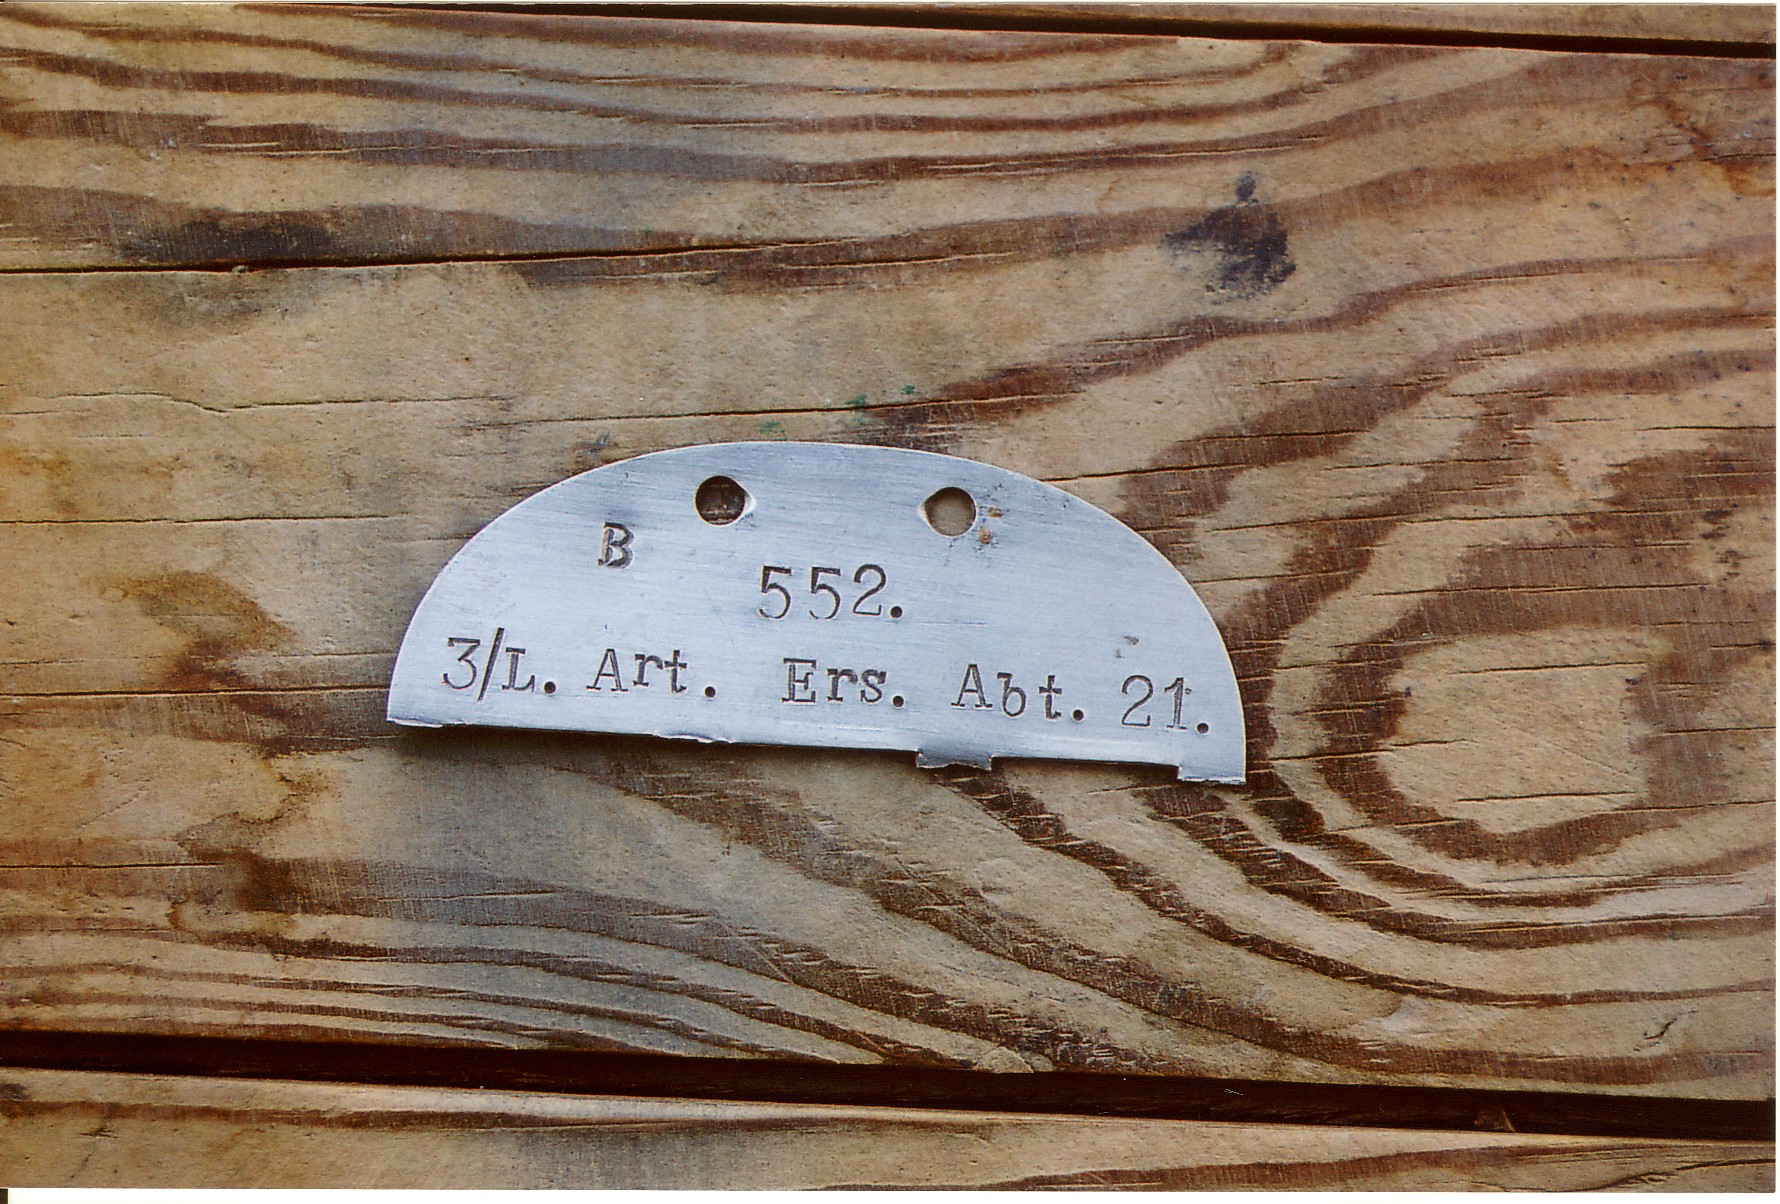 B
552.
3/L. Art. Ers. Abt. 21.